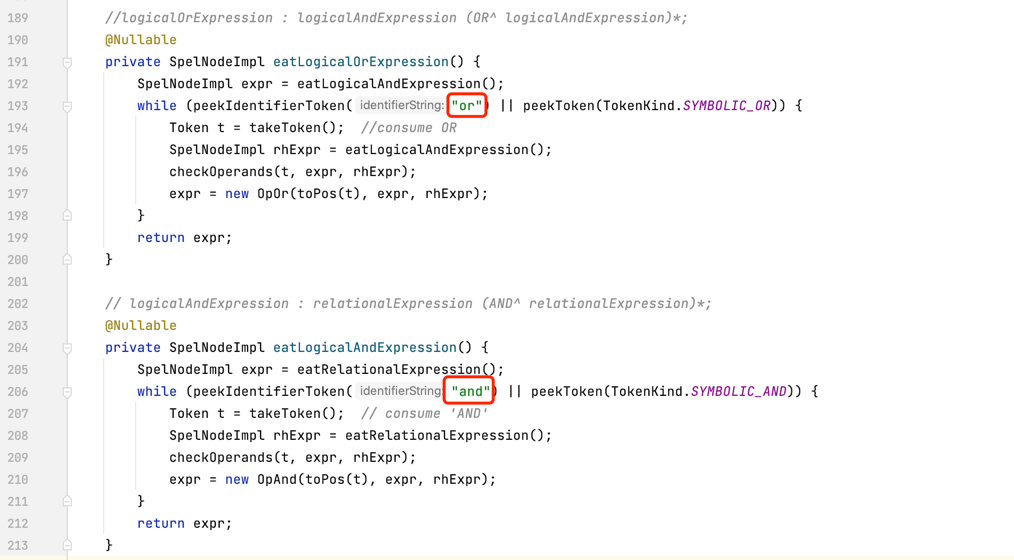 189 //logicalOrExpression : logicalAndExpression (OR^ logicalAndExpression)*;
190 @Nullable
191 private SpelNodeImpl eatLogicalOrExpression() {
192 SpelNodeImpl expr = eatLogicalAndExpression();
193 while (peekIdentifierToken( identifierString: "or") || peekToken(TokenKind.SYMBOLIC_OR)) {
194 Token t = takeToken(); //consume OR
195 SpelNodeImpl rhExpr = eatLogicalAndExpression();
196 checkOperands(t, expr, rhExpr);
197 expr = new OpOr(toPos(t), expr, rhExpr);
198 }
199 return expr;
200 }
201
202 // logicalAndExpression : relationalExpression (AND^ relationalExpression)*;
203 @Nullable
204 private SpelNodeImpl eatLogicalAndExpression() {
205 SpelNodeImpl expr = eatRelationalExpression();
206 while (peekIdentifierToken( identifierString: "and") || peekToken(TokenKind.SYMBOLIC_AND)) {
207 Token t = takeToken(); // consume 'AND'
208 SpelNodeImpl rhExpr = eatRelationalExpression();
209 checkOperands(t, expr, rhExpr);
210 expr = new OpAnd(toPos(t), expr, rhExpr);
211 }
212 return expr;
213 }